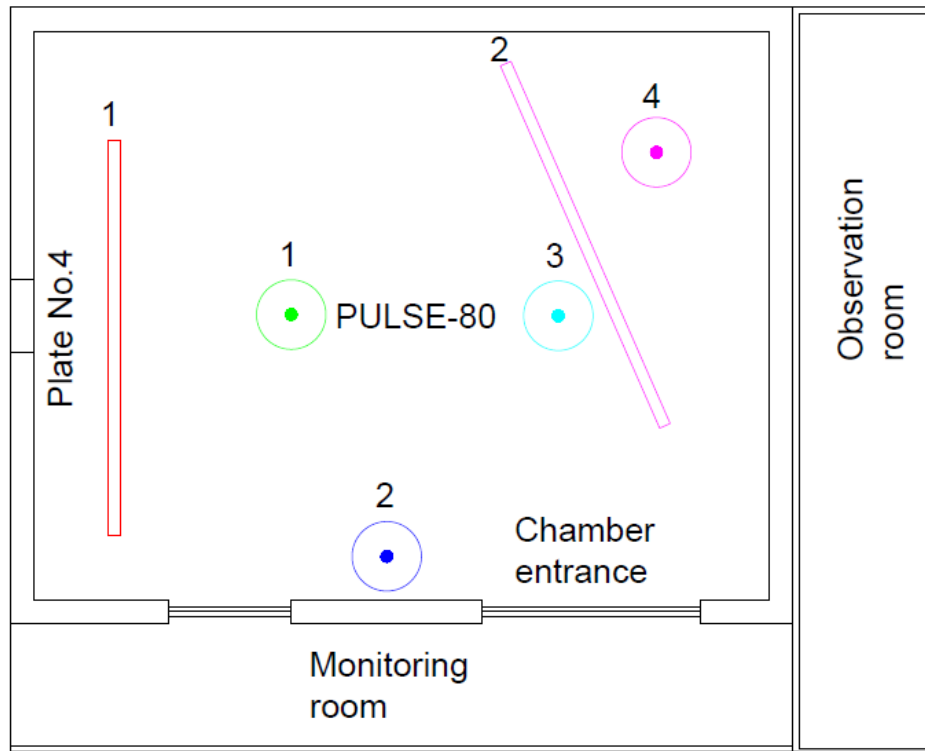 2
4
1
Plate No.4
1
PULSE-80
3
2
Chamber
entrance
Monitoring
room
Observation
room